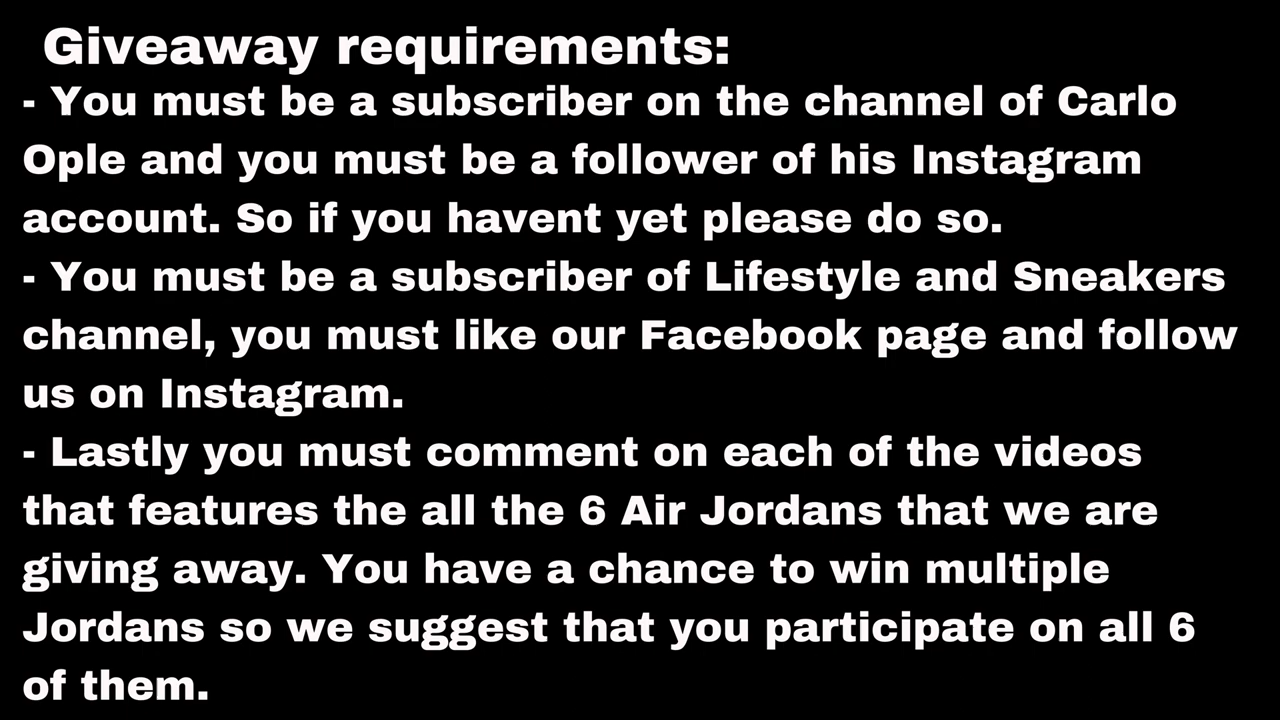 Giveaway requirements:
- You must be a subscriber on the channel of Carlo
Ople and you must be a follower of his Instagram
account. So if you havent yet please do so.
- You must be a subscriber of Lifestyle and Sneakers
channel, you must like our Facebook page and follow
us on Instagram.
- Lastly you must comment on each of the videos
that features the all the 6 Air Jordans that we are
giving away. You have a chance to win multiple
Jordans so we suggest that you participate on all 6
of them.